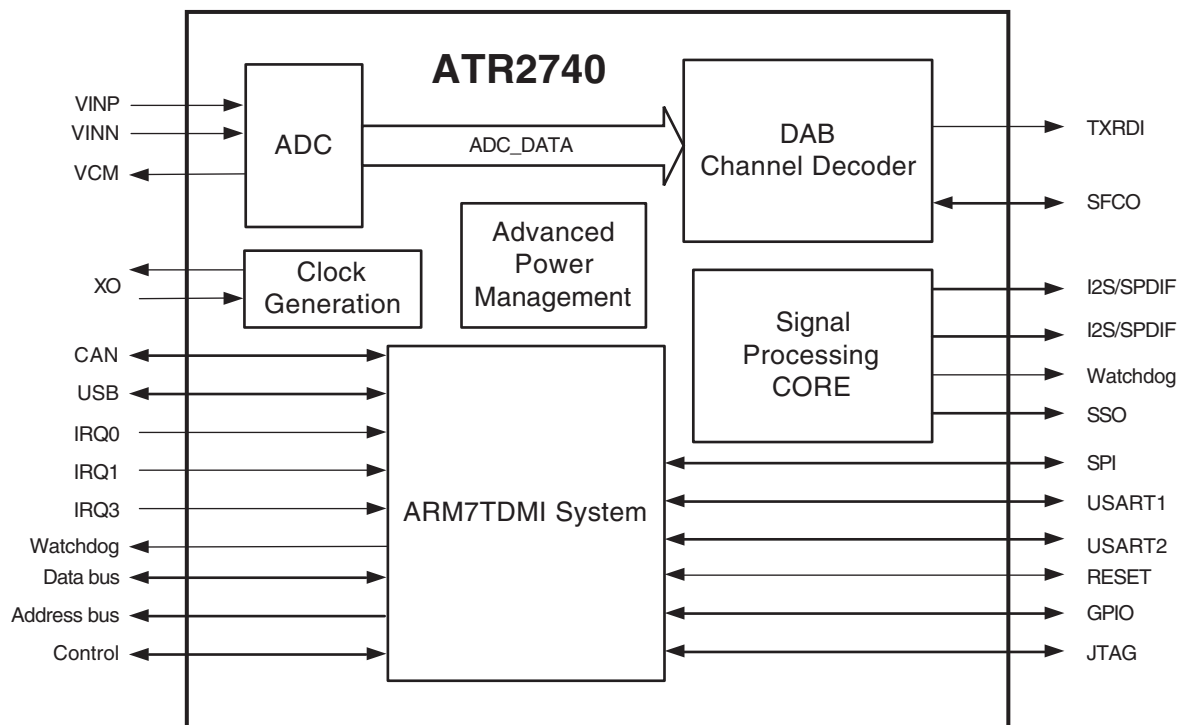 ATR2740
VINP
VINN
VCM
ADC
ADC_DATA
DAB
Channel Decoder
TXRDI
SFCO
XO
Clock
Generation
Advanced
Power
Management
Signal
Processing
CORE
I2S/SPDIF
I2S/SPDIF
Watchdog
SSO
CAN
USB
IRQ0
IRQ1
IRQ3
Watchdog
Data bus
Address bus
Control
ARM7TDMI System
SPI
USART1
USART2
RESET
GPIO
JTAG